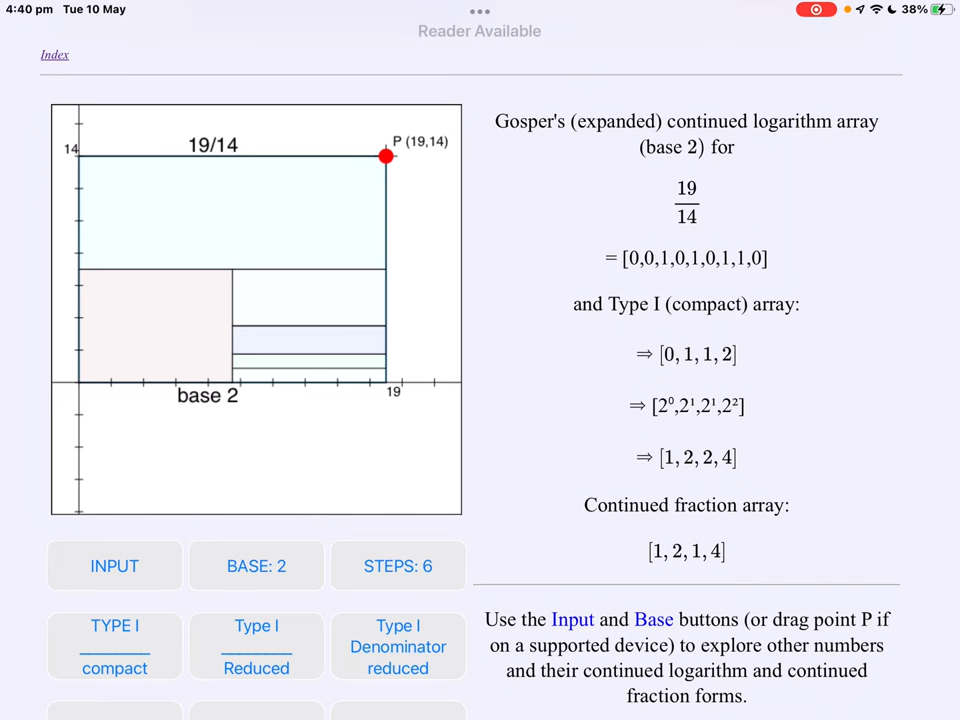 4:40 pm Tue 10 May
38%
Reader Available
Index
14
19/14
P (19,14)
base 2
19
Gosper's (expanded) continued logarithm array
(base 2) for
19
14
= [0,0,1,0,1,0,1,1,0]
and Type I (compact) array:
⇒ [0, 1, 1, 2]
⇒ [2⁰,2¹,2¹,2²]
⇒ [1, 2, 2, 4]
Continued fraction array:
[1, 2, 1, 4]
INPUT
BASE: 2
STEPS: 6
TYPE I
compact
Type I
Reduced
Type I
Denominator
reduced
Use the Input and Base buttons (or drag point P if
on a supported device) to explore other numbers
and their continued logarithm and continued
fraction forms.